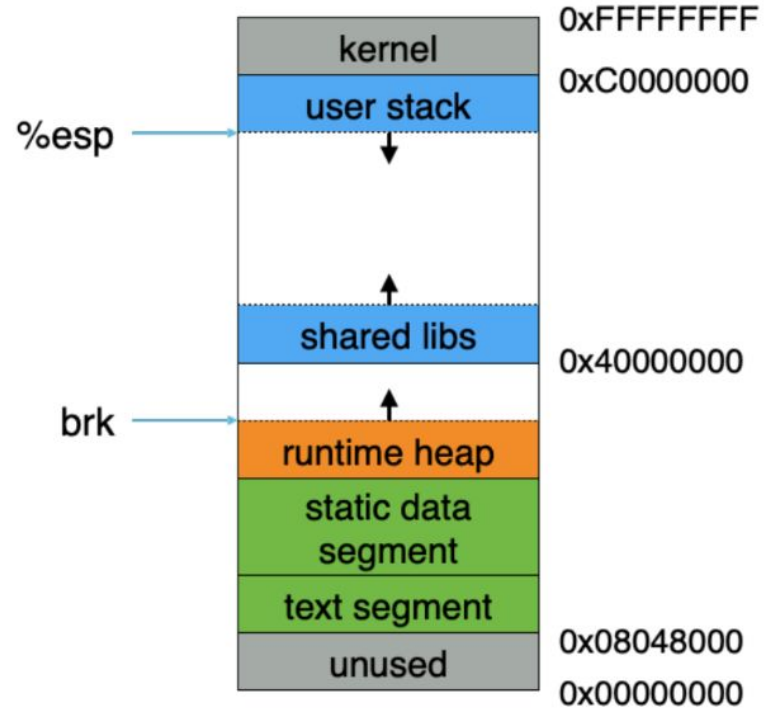 0xFFFFFFFF
kernel
0xC0000000
user stack
%esp
shared libs
0x40000000
brk
runtime heap
static data
segment
text segment
0x08048000
unused
0x00000000